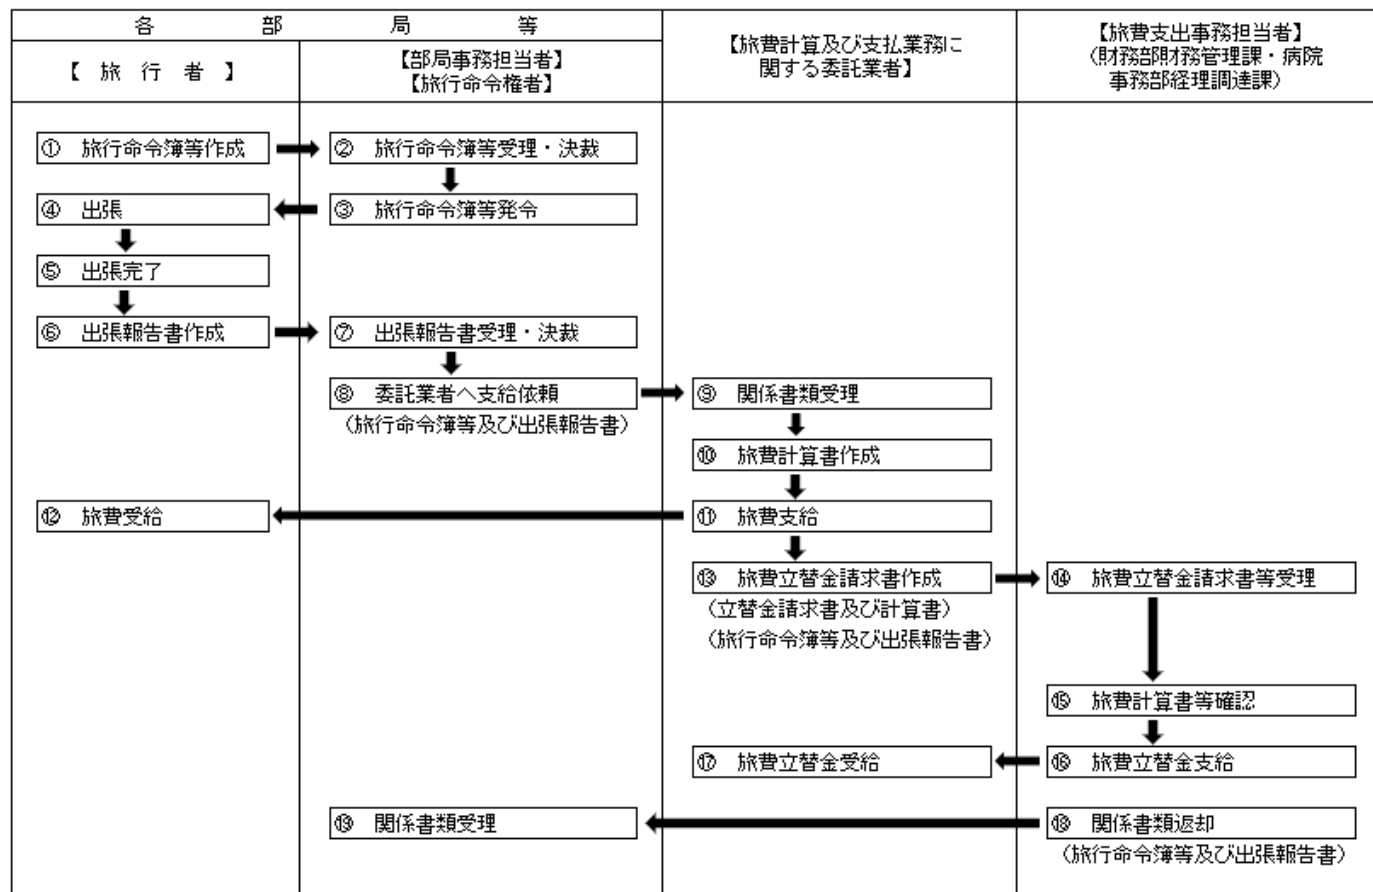 各部局等
【旅行者】
【部局事務担当者】
【旅行命令権者】
【旅費計算及び支払業務に
関する委託業者】
【旅費支出事務担当者】
(財務部財務管理課・病院
事務部経理調達課)
① 旅行命令簿等作成
② 旅行命令簿等受理・決裁
④ 出張
③ 旅行命令簿等発令
⑤ 出張完了
⑥ 出張報告書作成
⑦ 出張報告書受理・決裁
⑧ 委託業者へ支給依頼
(旅行命令簿等及び出張報告書)
⑨ 関係書類受理
⑩ 旅費計算書作成
⑫ 旅費受給
⑪ 旅費支給
⑬ 旅費立替金請求書作成
(立替金請求書及び計算書)
(旅行命令簿等及び出張報告書)
⑭ 旅費立替金請求書等受理
⑮ 旅費計算書等確認
⑰ 旅費立替金受給
⑯ 旅費立替金支給
⑲ 関係書類受理
⑱ 関係書類返却
(旅行命令簿等及び出張報告書)